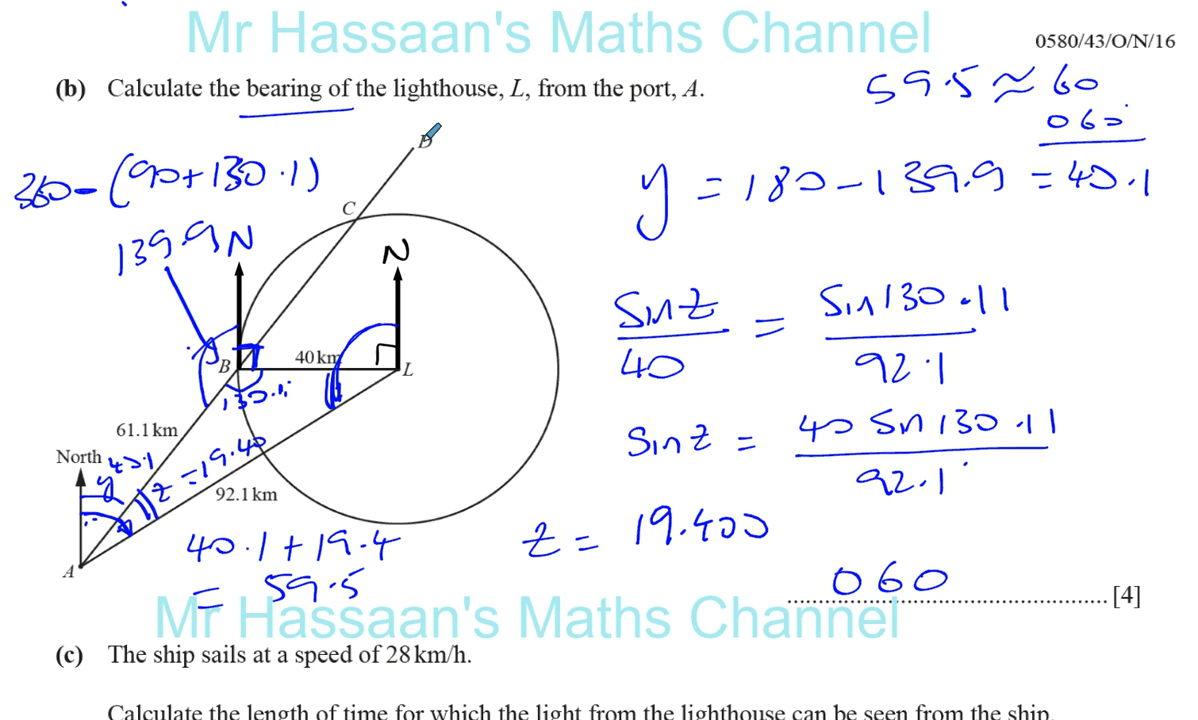 Mr Hassaan's Maths Channel
0580/43/O/N/16
(b) Calculate the bearing of the lighthouse, L, from the port, A.
59.5 ≈ 60
060
360-(90+130.1)
y = 180-139.9 = 40.1
139.9
N
N
C
D
B
40 km
L
130.1
sin z / 40 = sin 130.11 / 92.1
61.1 km
North
40.1
y
z = 19.40
92.1 km
A
sin z = 40 sin 130.11 / 92.1
40.1 + 19.4
= 59.5
z = 19.400
060
[4]
Mr Hassaan's Maths Channel
(c) The ship sails at a speed of 28 km/h.
Calculate the length of time for which the light from the lighthouse can be seen from the ship.